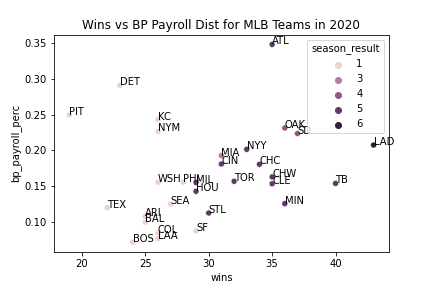 Wins vs BP Payroll Dist for MLB Teams in 2020
ATL
season_result
1
3
4
5
6
0.35
0.30
0.25
0.20
0.15
0.10
bp_payroll_perc
DET
PIT
KC
NYM
OAK
SD
LAD
NYY
MIA
CIN
CHC
WSH
PHI
MIL
TOR
CHW
CLE
TB
HOU
TEX
SEA
MIN
ARI
BAL
STL
COL
LAA
SF
BOS
20
25
30
35
40
wins